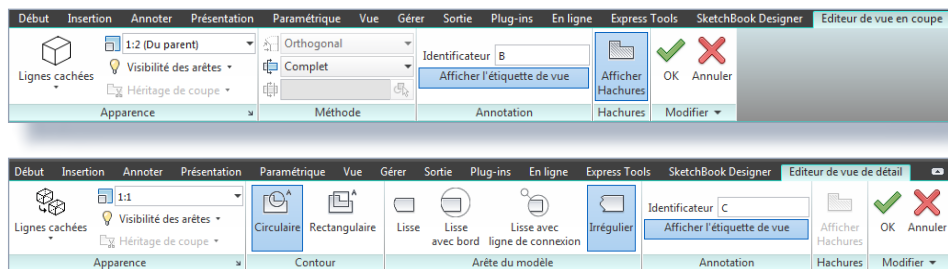 Début Insertion Annoter Présentation Paramétrique Vue Gérer Sortie Plug-ins En ligne Express Tools SketchBook Designer Editeur de vue en coupe
1:2 (Du parent) Orthogonal
Identificateur B
Lignes cachées Visibilité des arêtes Complet Afficher l'étiquette de vue Afficher Hachures OK Annuler
Héritage de coupe
Apparence Méthode Annotation Hachures Modifier
Début Insertion Annoter Présentation Paramétrique Vue Gérer Sortie Plug-ins En ligne Express Tools SketchBook Designer Editeur de vue de détail
1:1
Identificateur C
Lignes cachées Visibilité des arêtes Circulaire Rectangulaire Lisse Lisse avec bord Lisse avec ligne de connexion Irrégulier Afficher l'étiquette de vue Afficher Hachures OK Annuler
Héritage de coupe
Apparence Contour Arête du modèle Annotation Hachures Modifier